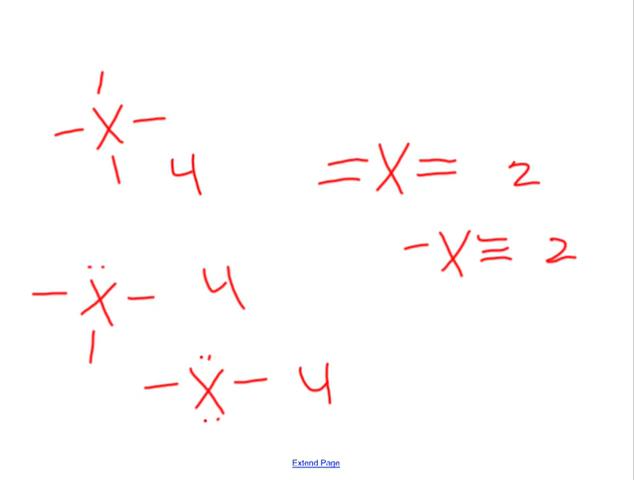 X 4
=X= 2
-X≡ 2
-Ẍ- 4
-Ẍ- 4
Extend Page